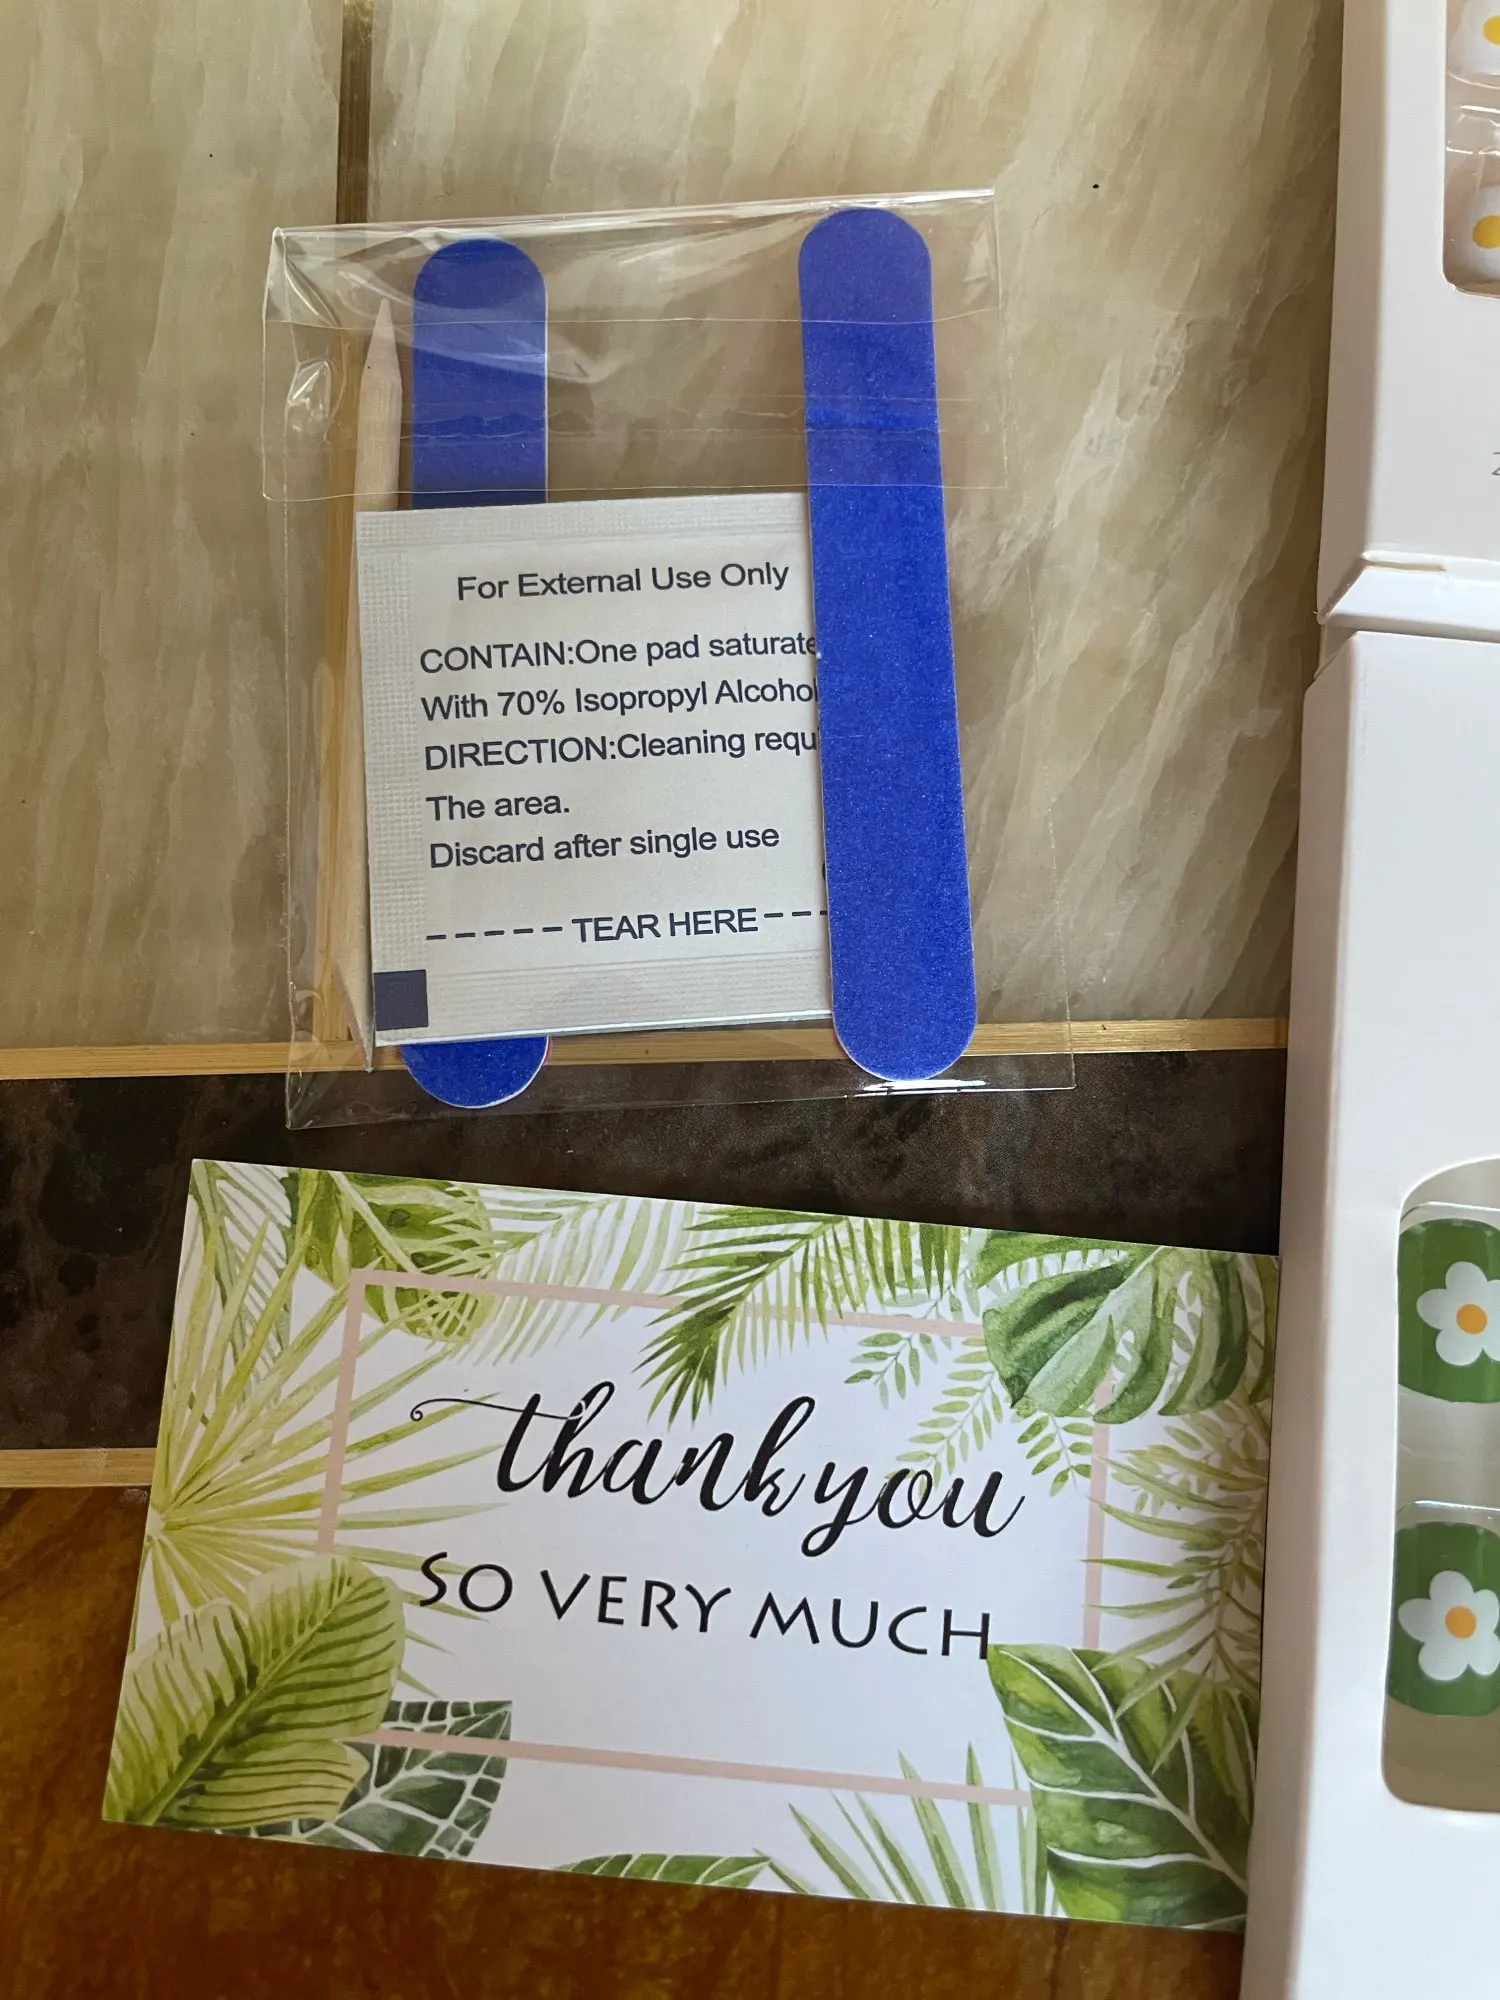 For External Use Only
CONTAIN:One pad saturate
With 70% Isopropyl Alcohol
DIRECTION:Cleaning requ
The area.
Discard after single use
-----TEAR HERE---
thank you
SO VERY MUCH